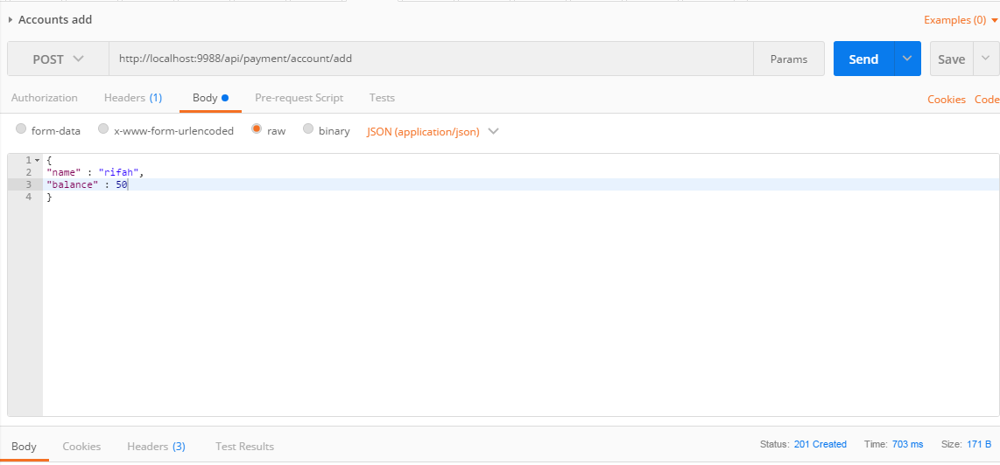 Accounts add
Examples (0)
POST
http://localhost:9988/api/payment/account/add
Params
Send
Save
Authorization
Headers (1)
Body
Pre-request Script
Tests
Cookies
Code
form-data
x-www-form-urlencoded
raw
binary
JSON (application/json)
1 {
2 "name" : "rifah",
3 "balance" : 50
4 }
Body
Cookies
Headers (3)
Test Results
Status: 201 Created
Time: 703 ms
Size: 171 B